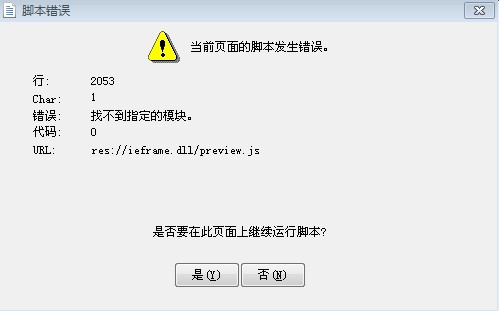 脚本错误
当前页面的脚本发生错误。
行: 2053
Char: 1
错误: 找不到指定的模块。
代码: 0
URL: res://ieframe.dll/preview.js
是否要在此页面上继续运行脚本?
是(Y) 否(N)